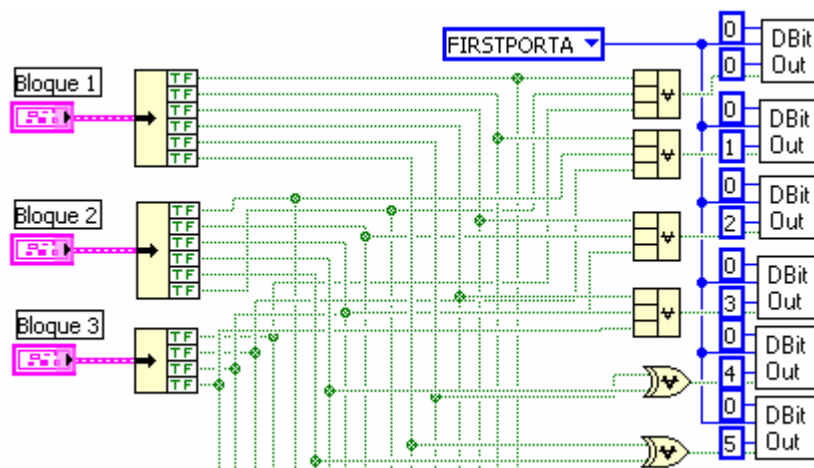 FIRSTPORTA
0
DBit
Out
0
Bloque 1
TF
TF
TF
TF
TF
TF
0
DBit
Out
1
0
DBit
Out
2
Bloque 2
TF
TF
TF
TF
TF
TF
0
DBit
Out
3
Bloque 3
TF
TF
TF
TF
0
DBit
Out
4
0
DBit
Out
5